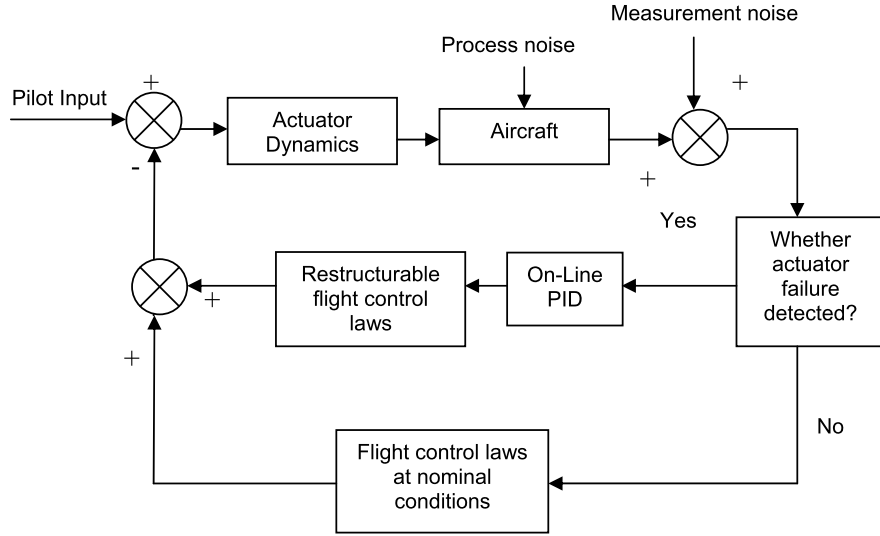 Measurement noise
Process noise
+
+
Pilot Input
Actuator
Dynamics
Aircraft
-
+
Yes
Whether
actuator
failure
detected?
Restructurable
flight control
laws
On-Line
PID
+
+
No
Flight control laws
at nominal
conditions